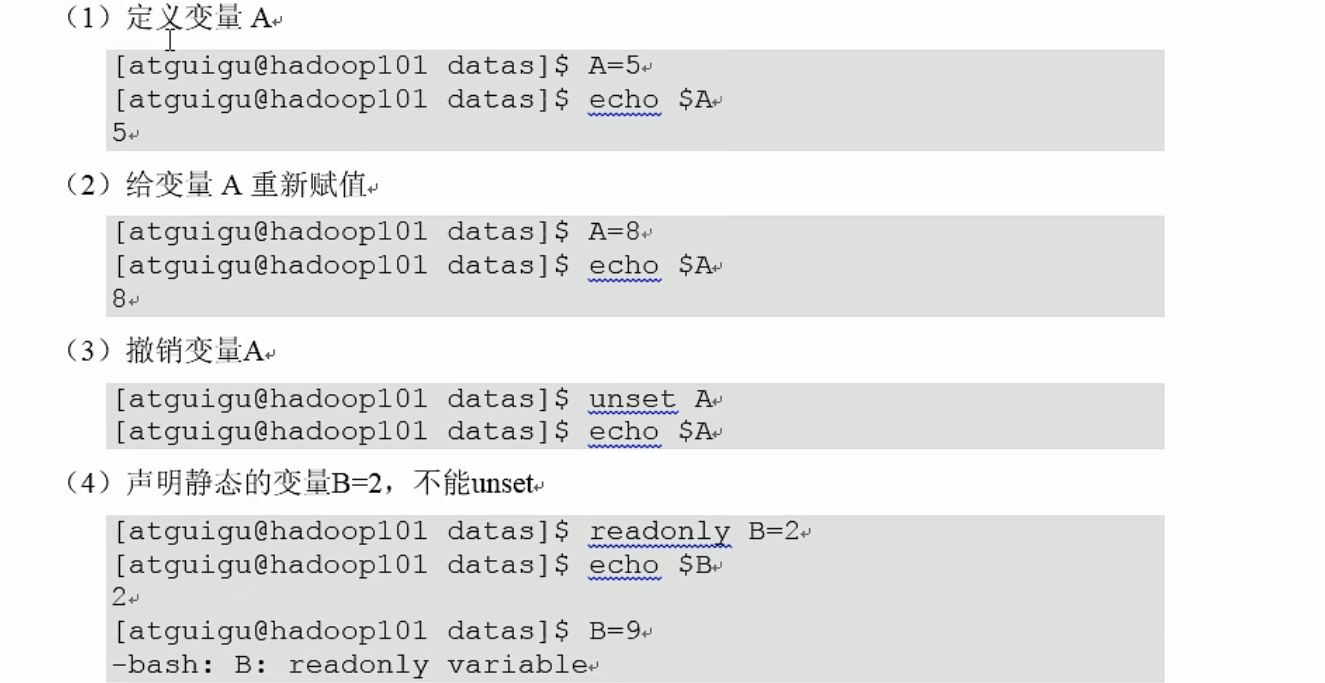 （1）定义变量 A
[atguigu@hadoop101 datas]$ A=5
[atguigu@hadoop101 datas]$ echo $A
5
（2）给变量 A 重新赋值
[atguigu@hadoop101 datas]$ A=8
[atguigu@hadoop101 datas]$ echo $A
8
（3）撤销变量A
[atguigu@hadoop101 datas]$ unset A
[atguigu@hadoop101 datas]$ echo $A
（4）声明静态的变量B=2，不能unset
[atguigu@hadoop101 datas]$ readonly B=2
[atguigu@hadoop101 datas]$ echo $B
2
[atguigu@hadoop101 datas]$ B=9
-bash: B: readonly variable